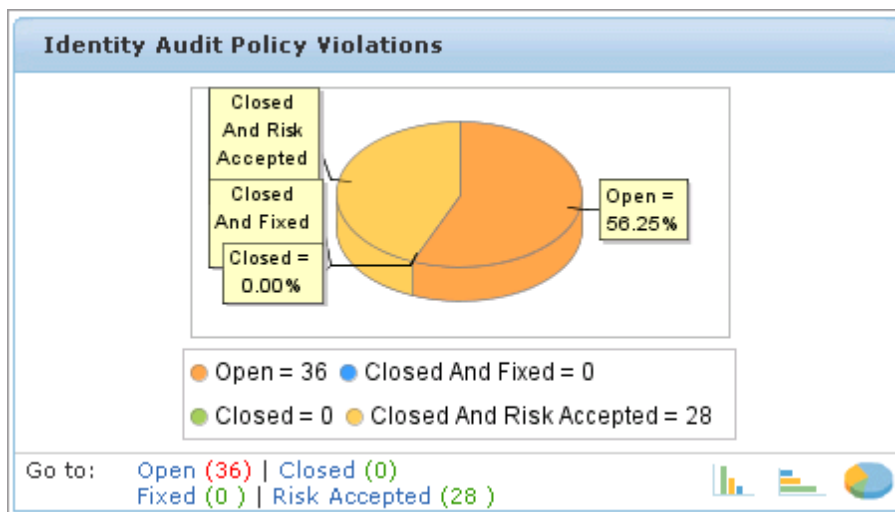 Identity Audit Policy Violations
Closed
And Risk
Accepted
Closed
And Fixed
Closed =
0.00%
Open =
56.25%
Open = 36 Closed And Fixed = 0
Closed = 0 Closed And Risk Accepted = 28
Go to: Open (36) | Closed (0)
Fixed (0 ) | Risk Accepted (28 )